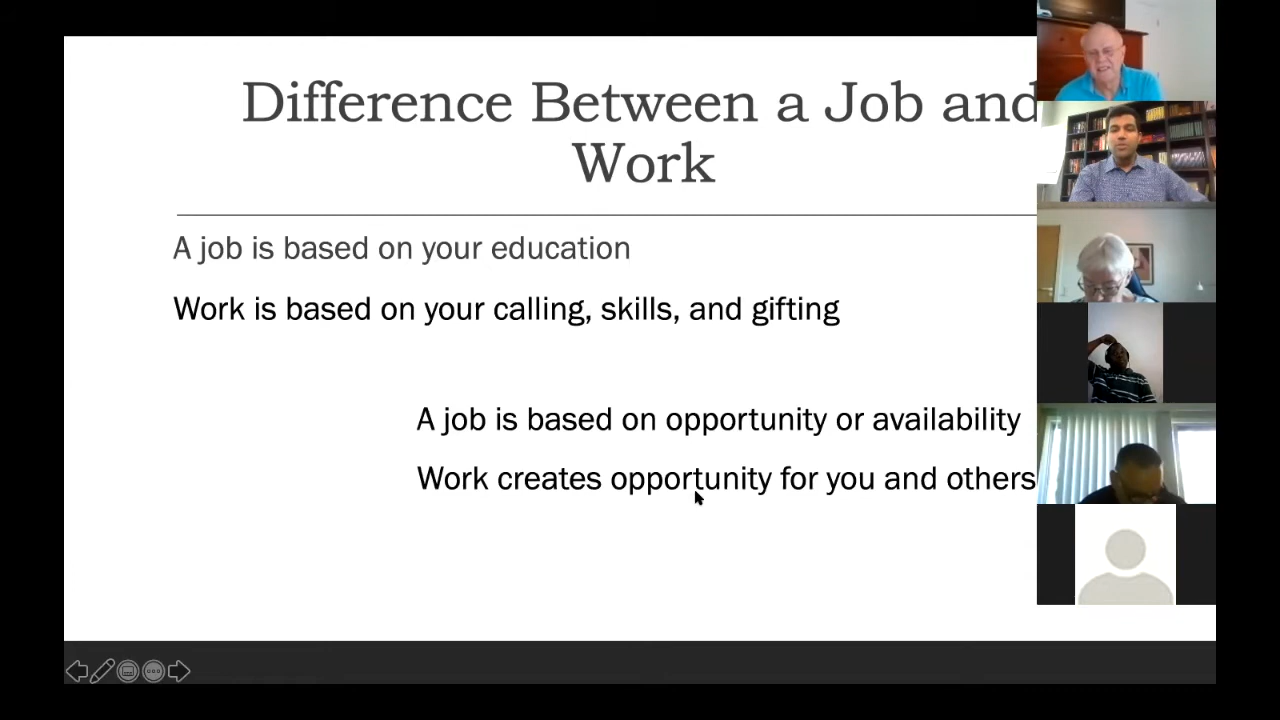 Difference Between a Job and
Work
A job is based on your education
Work is based on your calling, skills, and gifting
A job is based on opportunity or availability
Work creates opportunity for you and others